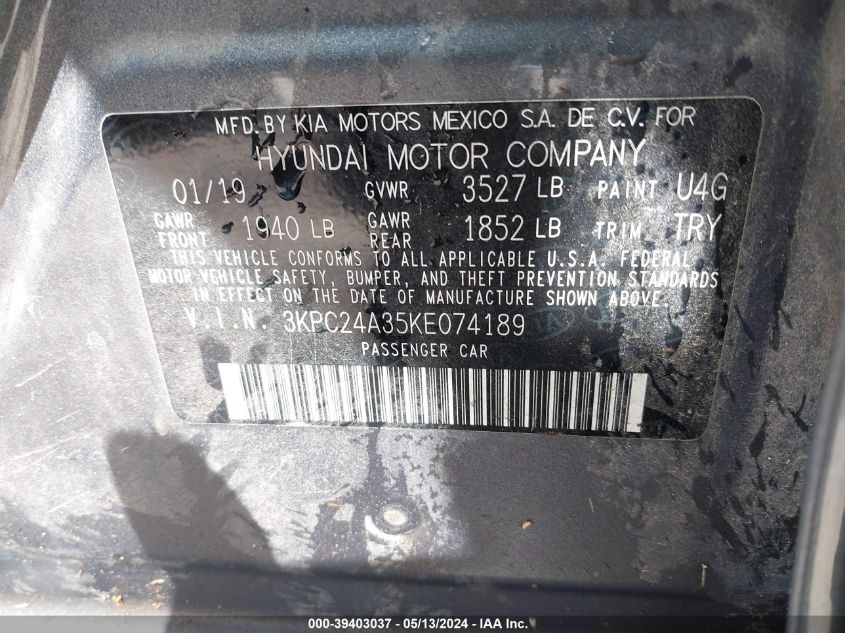 MFD. BY KIA MOTORS MEXICO S.A. DE C.V. FOR
HYUNDAI MOTOR COMPANY
01/19 GVWR 3527 LB PAINT U4G
GAWR FRONT 1940 LB GAWR REAR 1852 LB TRIM TRY
THIS VEHICLE CONFORMS TO ALL APPLICABLE U.S.A. FEDERAL
MOTOR VEHICLE SAFETY, BUMPER, AND THEFT PREVENTION STANDARDS
IN EFFECT ON THE DATE OF MANUFACTURE SHOWN ABOVE.
V.I.N. 3KPC24A35KE074189
PASSENGER CAR
000-39403037 - 05/13/2024 - IAA Inc.